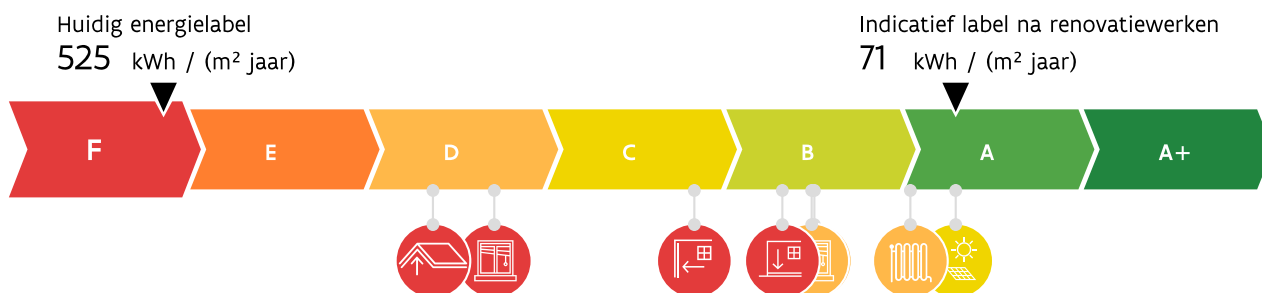 Huidig energielabel
525 kWh / (m² jaar)
Indicatief label na renovatiewerken
71 kWh / (m² jaar)
F E D C B A A+